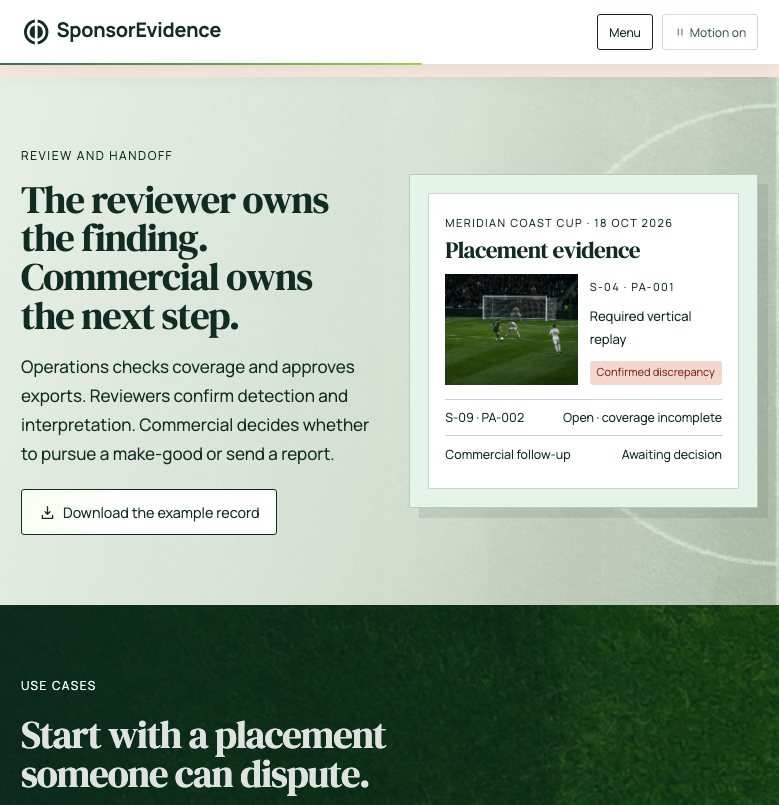 SponsorEvidence
Menu
Motion on
REVIEW AND HANDOFF
The reviewer owns
the finding.
Commercial owns
the next step.
Operations checks coverage and approves
exports. Reviewers confirm detection and
interpretation. Commercial decides whether
to pursue a make-good or send a report.
Download the example record
MERIDIAN COAST CUP · 18 OCT 2026
Placement evidence
S-04 · PA-001
Required vertical
replay
Confirmed discrepancy
S-09 · PA-002 Open · coverage incomplete
Commercial follow-up Awaiting decision
USE CASES
Start with a placement
someone can dispute.